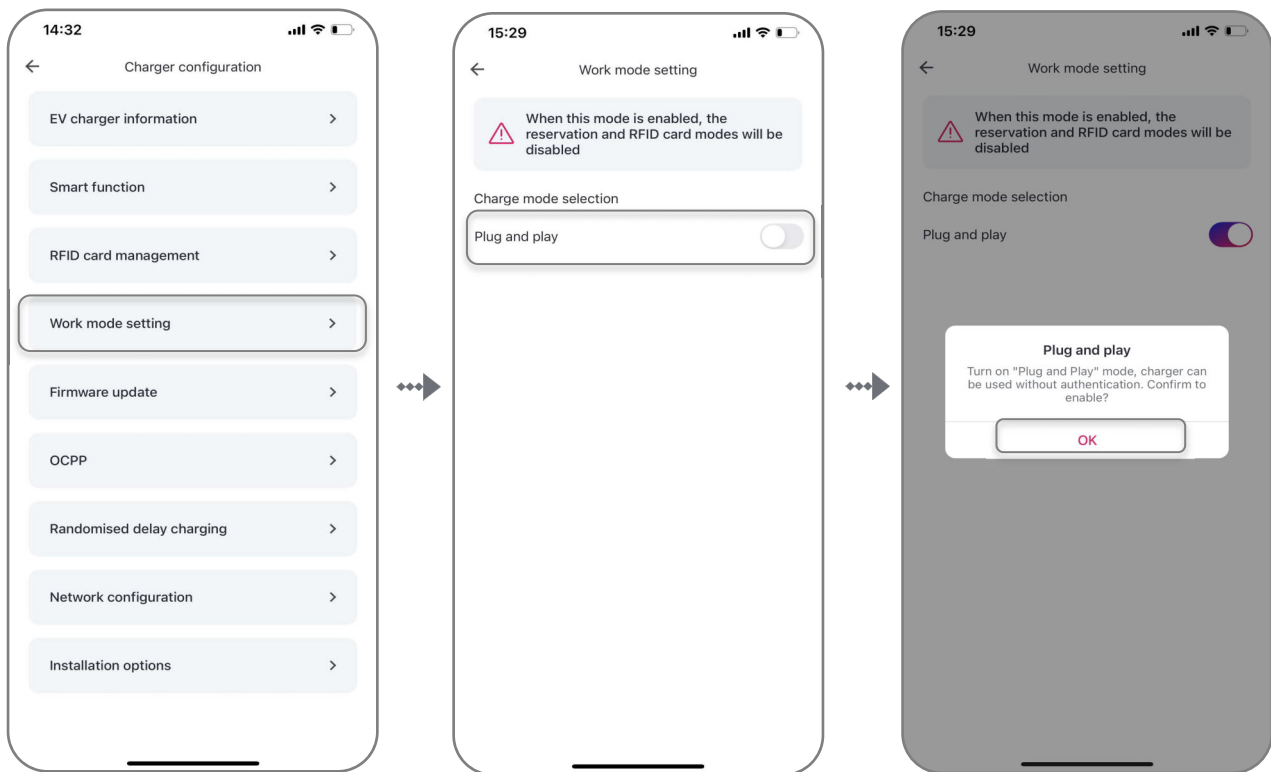 14:32
Charger configuration
EV charger information
Smart function
RFID card management
Work mode setting
Firmware update
OCPP
Randomised delay charging
Network configuration
Installation options
15:29
Work mode setting
When this mode is enabled, the
reservation and RFID card modes will be
disabled
Charge mode selection
Plug and play
15:29
Work mode setting
When this mode is enabled, the
reservation and RFID card modes will be
disabled
Charge mode selection
Plug and play
Plug and play
Turn on "Plug and Play" mode, charger can
be used without authentication. Confirm to
enable?
OK